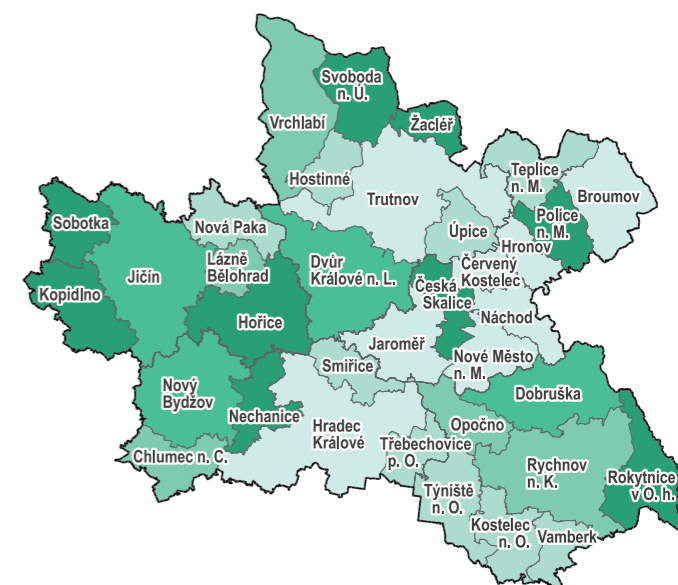 Svoboda
n. Ú.
Vrchlabí
Žacléř
Hostinné
Teplice
n. M.
Trutnov
Broumov
Sobotka
Nová Paka
Úpice
Police
n. M.
Hronov
Lázně
Bělohrad
Jičín
Dvůr
Králové n. L.
Červený
Kostelec
Česká
Skalice
Kopidlno
Hořice
Náchod
Jaroměř
Smiřice
Nové Město
n. M.
Nový
Bydžov
Dobruška
Nechanice
Hradec
Králové
Opočno
Třebechovice
p. O.
Chlumec n. C.
Rychnov
n. K.
Rokytnice
v O. h.
Týniště
n. O.
Kostelec
n. O.
Vamberk